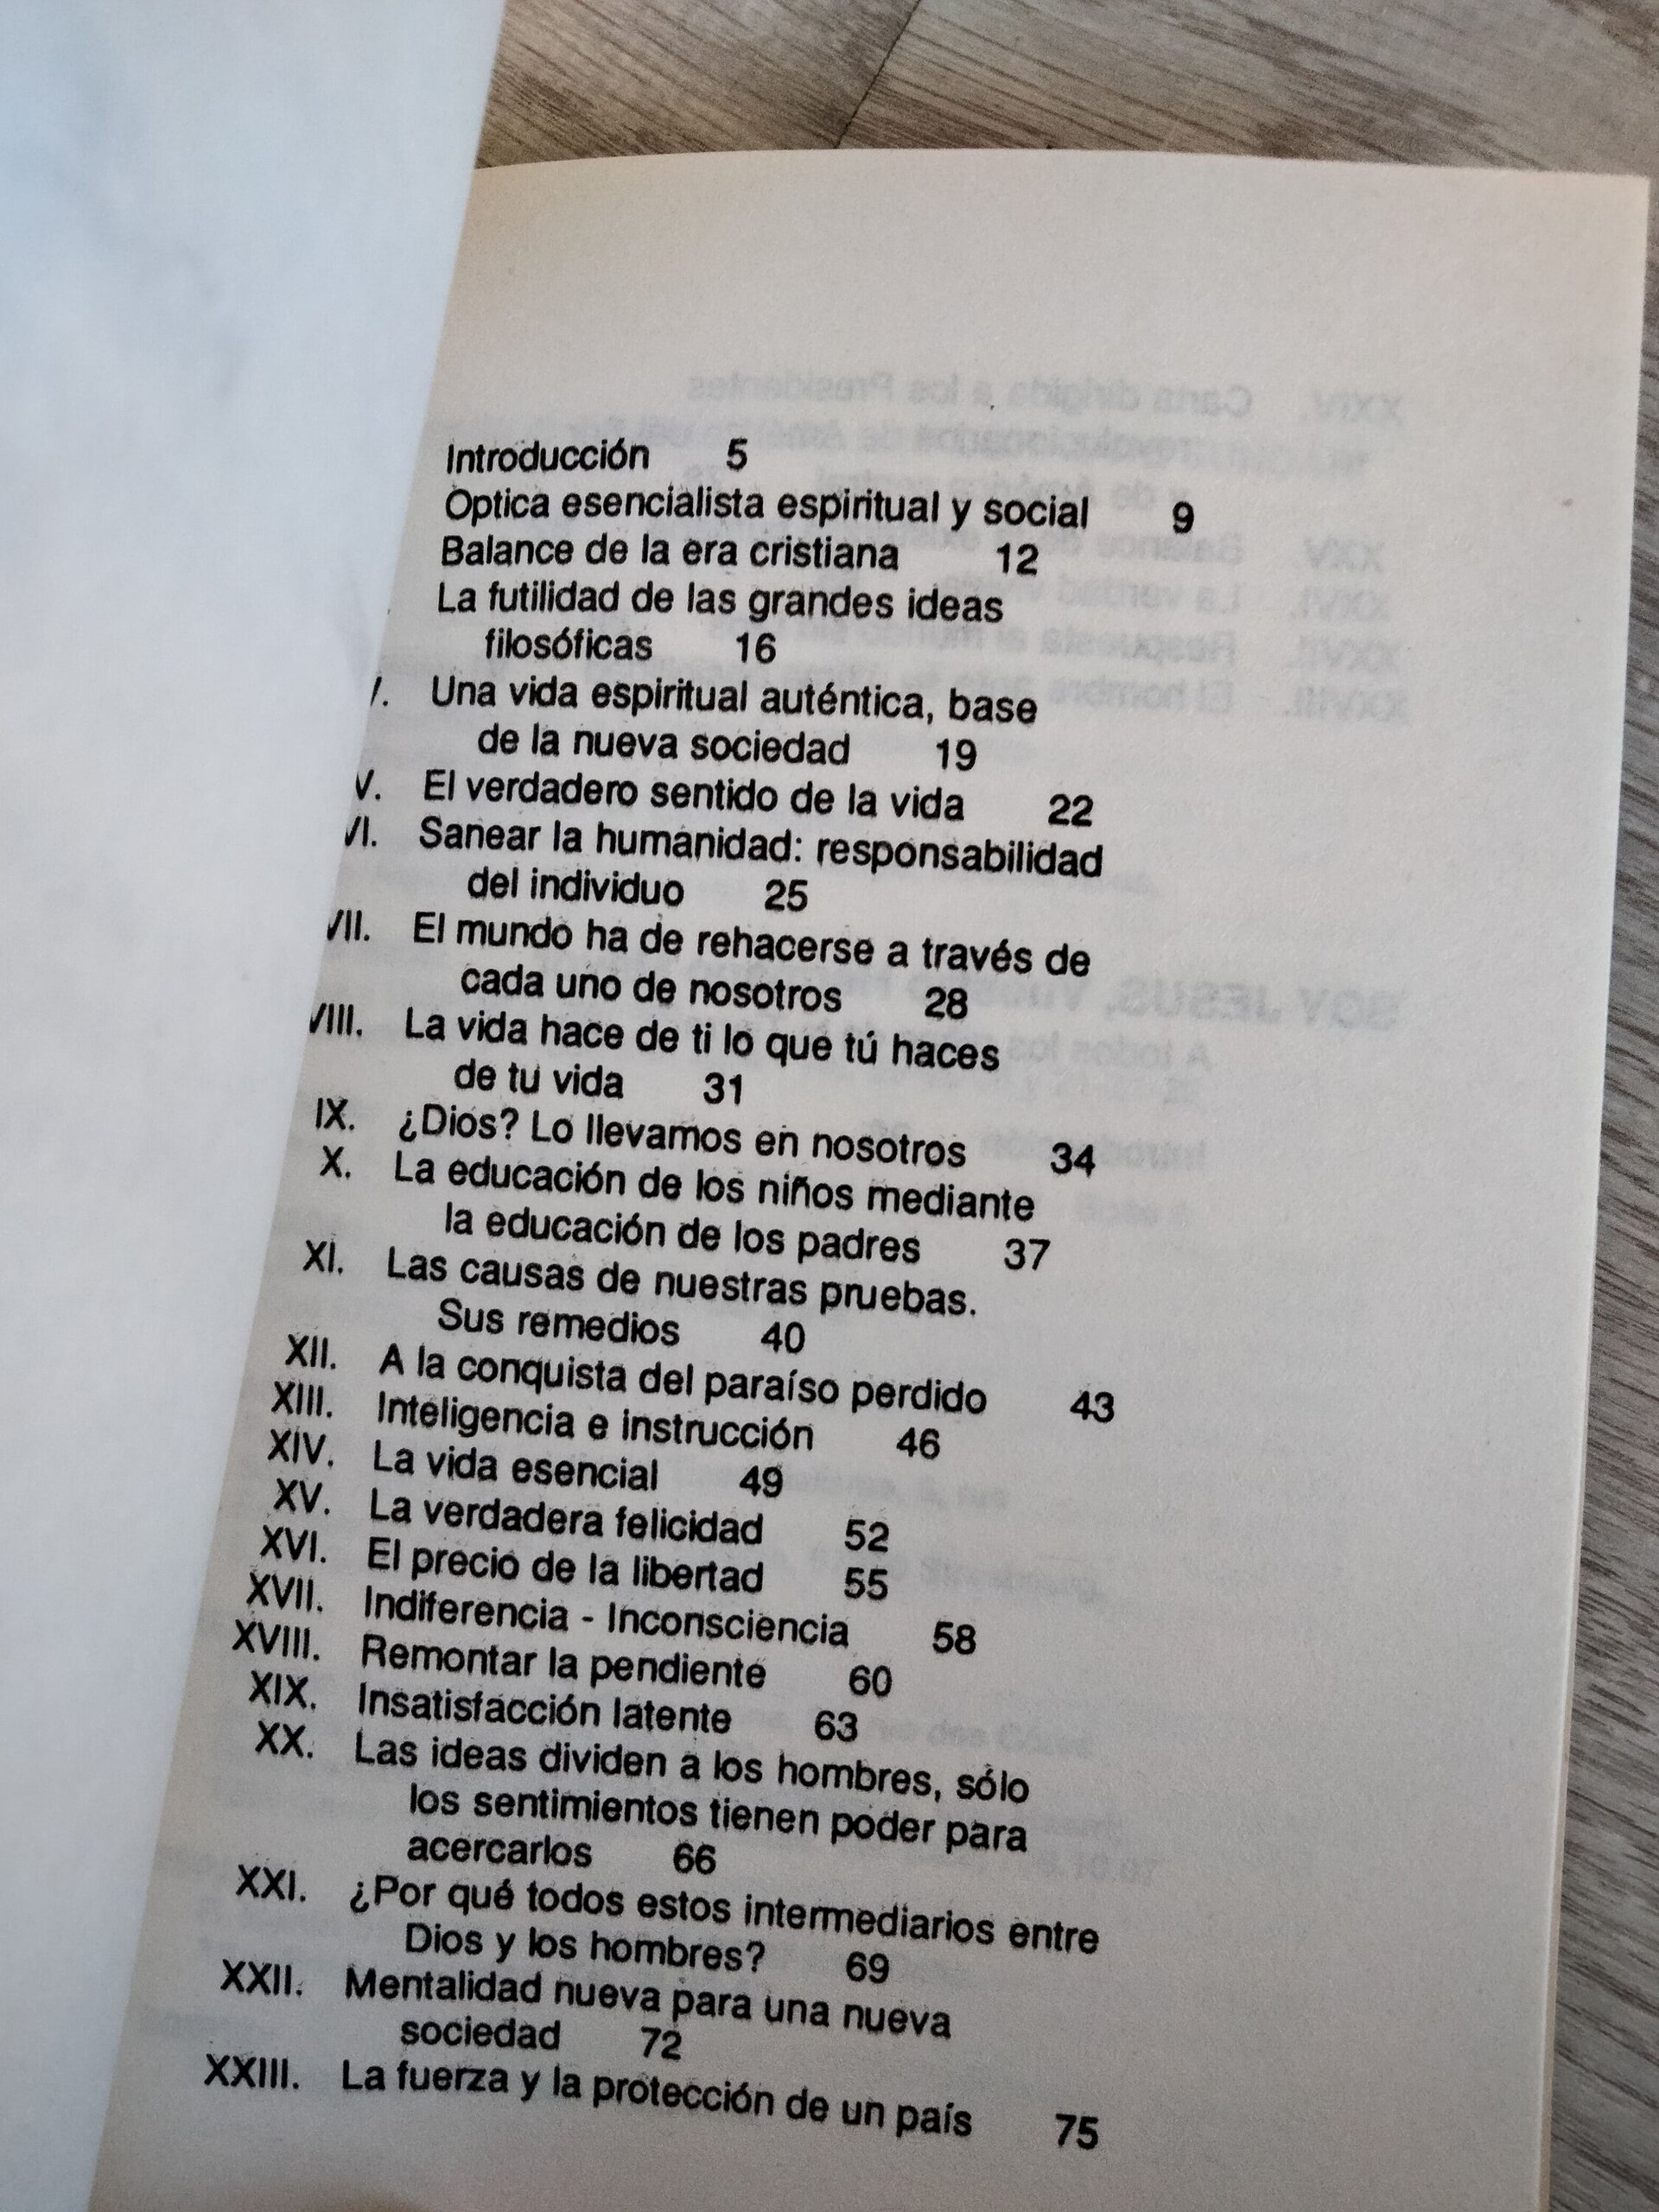 Introducción 5
Optica esencialista espiritual y social 9
Balance de la era cristiana 12
La futilidad de las grandes ideas
filosóficas 16
V. Una vida espiritual auténtica, base
de la nueva sociedad 19
V. El verdadero sentido de la vida 22
VI. Sanear la humanidad: responsabilidad
del individuo 25
VII. El mundo ha de rehacerse a través de
cada uno de nosotros 28
VIII. La vida hace de ti lo que tú haces
de tu vida 31
IX. ¿Dios? Lo llevamos en nosotros 34
X. La educación de los niños mediante
la educación de los padres 37
XI. Las causas de nuestras pruebas.
Sus remedios 40
XII. A la conquista del paraíso perdido 43
XIII. Inteligencia e instrucción 46
XIV. La vida esencial 49
XV. La verdadera felicidad 52
XVI. El precio de la libertad 55
XVII. Indiferencia - Inconsciencia 58
XVIII. Remontar la pendiente 60
XIX. Insatisfacción latente 63
XX. Las ideas dividen a los hombres, sólo
los sentimientos tienen poder para
acercarlos 66
XXI. ¿Por qué todos estos intermediarios entre
Dios y los hombres? 69
XXII. Mentalidad nueva para una nueva
sociedad 72
XXIII. La fuerza y la protección de un país 75